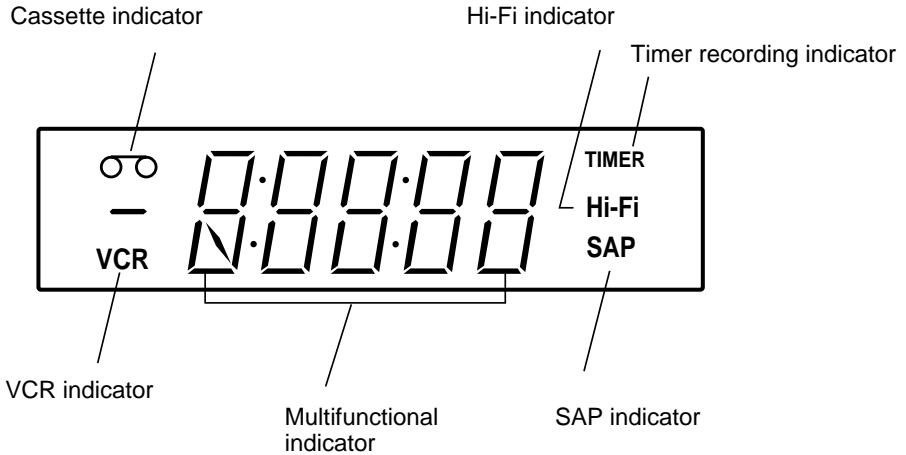 Cassette indicator
Hi-Fi indicator
Timer recording indicator
TIMER
Hi-Fi
VCR
SAP
VCR indicator
Multifunctional
indicator
SAP indicator